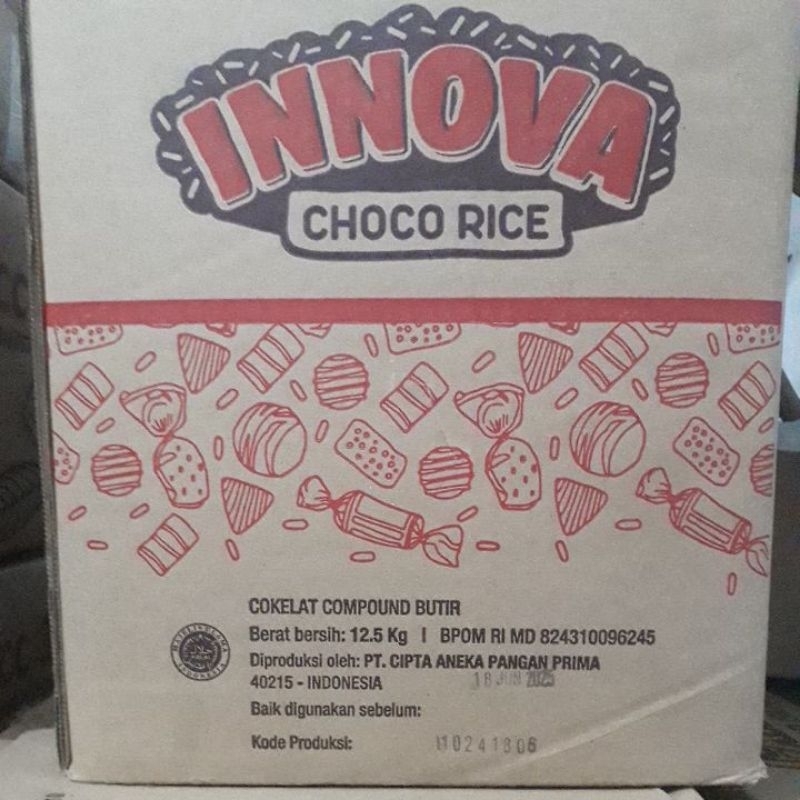 INNOVA
CHOCO RICE
COKELAT COMPOUND BUTIR
Berat bersih: 12.5 Kg | BPOM RI MD 824310096245
Diproduksi oleh: PT. CIPTA ANEKA PANGAN PRIMA
40215 - INDONESIA
18 JUN 2025
Baik digunakan sebelum:
Kode Produksi: